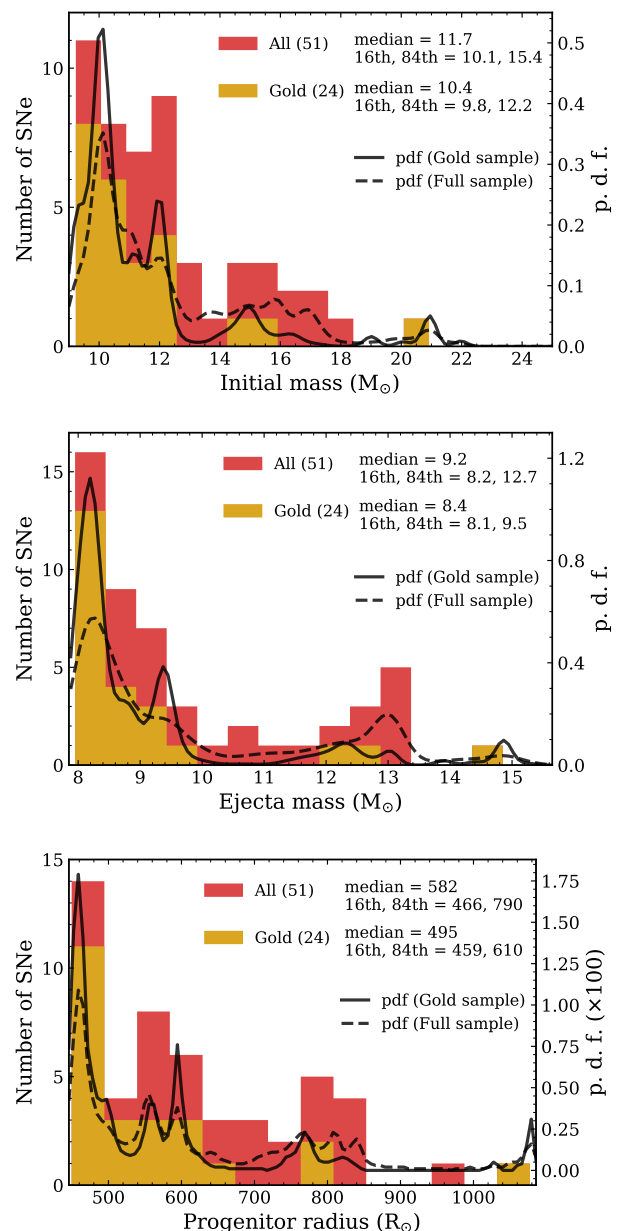 All (51)
median = 11.7
16th, 84th = 10.1, 15.4
Gold (24)
median = 10.4
16th, 84th = 9.8, 12.2
pdf (Gold sample)
pdf (Full sample)
Number of SNe
0
5
10
p. d. f.
0.0
0.1
0.2
0.3
0.4
0.5
10
12
14
16
18
20
22
24
Initial mass (M☉)
All (51)
median = 9.2
16th, 84th = 8.2, 12.7
Gold (24)
median = 8.4
16th, 84th = 8.1, 9.5
pdf (Gold sample)
pdf (Full sample)
Number of SNe
0
5
10
15
p. d. f.
0.0
0.4
0.8
1.2
8
9
10
11
12
13
14
15
Ejecta mass (M☉)
All (51)
median = 582
16th, 84th = 466, 790
Gold (24)
median = 495
16th, 84th = 459, 610
pdf (Gold sample)
pdf (Full sample)
Number of SNe
0
5
10
15
p. d. f. (×100)
0.00
0.25
0.50
0.75
1.00
1.25
1.50
1.75
500
600
700
800
900
1000
Progenitor radius (R☉)